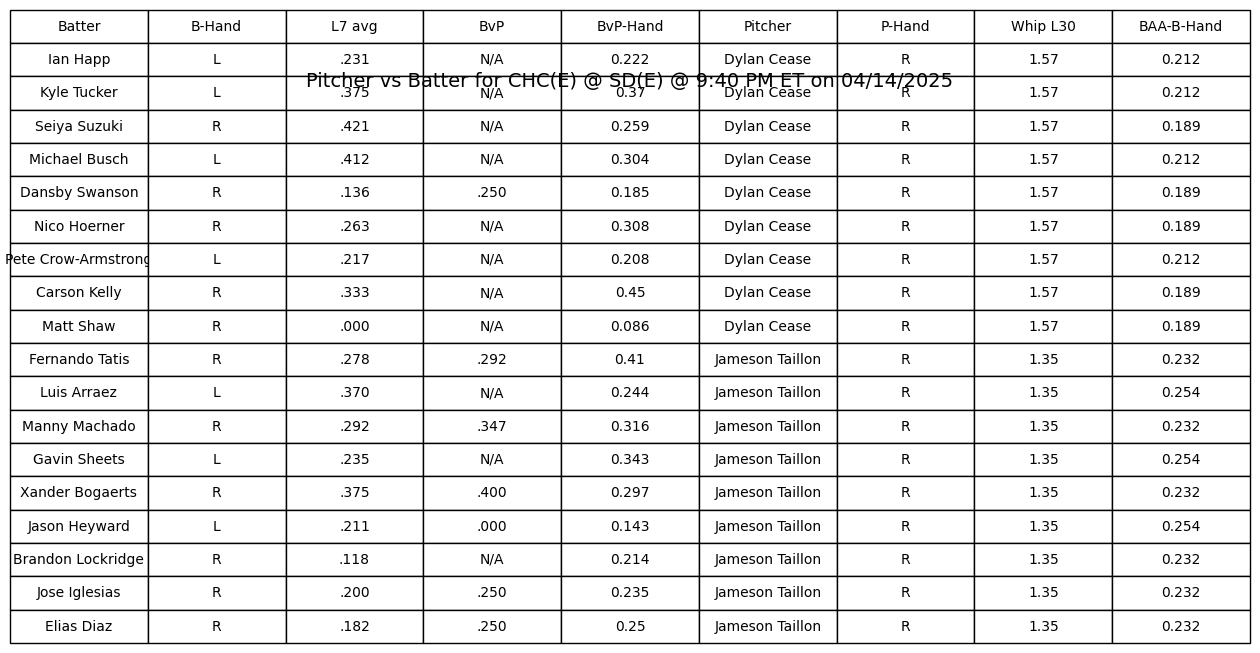 Batter B-Hand L7 avg BvP BvP-Hand Pitcher P-Hand Whip L30 BAA-B-Hand
Ian Happ L .231 N/A 0.222 Dylan Cease R 1.57 0.212
Pitcher vs Batter for CHC(E) @ SD(E) @ 9:40 PM ET on 04/14/2025
Kyle Tucker L .375 N/A 0.37 Dylan Cease R 1.57 0.212
Seiya Suzuki R .421 N/A 0.259 Dylan Cease R 1.57 0.189
Michael Busch L .412 N/A 0.304 Dylan Cease R 1.57 0.212
Dansby Swanson R .136 .250 0.185 Dylan Cease R 1.57 0.189
Nico Hoerner R .263 N/A 0.308 Dylan Cease R 1.57 0.189
Pete Crow-Armstrong L .217 N/A 0.208 Dylan Cease R 1.57 0.212
Carson Kelly R .333 N/A 0.45 Dylan Cease R 1.57 0.189
Matt Shaw R .000 N/A 0.086 Dylan Cease R 1.57 0.189
Fernando Tatis R .278 .292 0.41 Jameson Taillon R 1.35 0.232
Luis Arraez L .370 N/A 0.244 Jameson Taillon R 1.35 0.254
Manny Machado R .292 .347 0.316 Jameson Taillon R 1.35 0.232
Gavin Sheets L .235 N/A 0.343 Jameson Taillon R 1.35 0.254
Xander Bogaerts R .375 .400 0.297 Jameson Taillon R 1.35 0.232
Jason Heyward L .211 .000 0.143 Jameson Taillon R 1.35 0.254
Brandon Lockridge R .118 N/A 0.214 Jameson Taillon R 1.35 0.232
Jose Iglesias R .200 .250 0.235 Jameson Taillon R 1.35 0.232
Elias Diaz R .182 .250 0.25 Jameson Taillon R 1.35 0.232